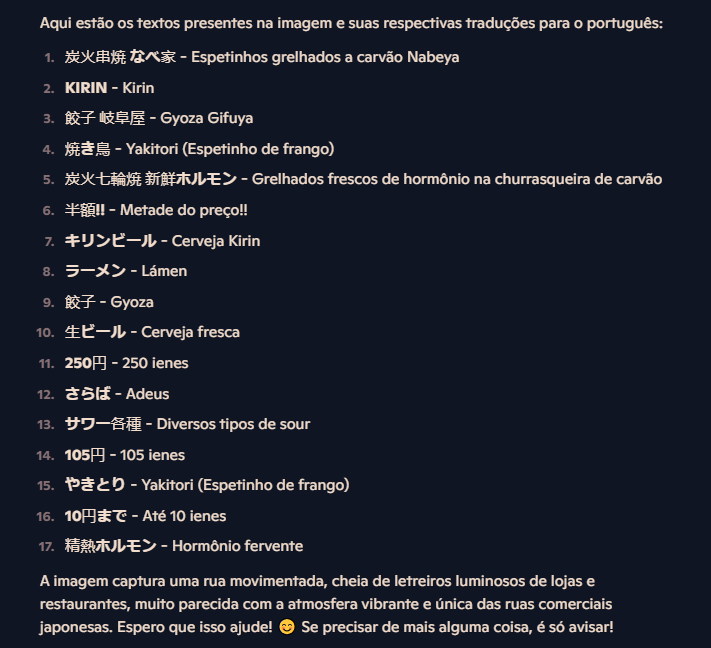 Aqui estão os textos presentes na imagem e suas respectivas traduções para o português:
1. 炭火串焼 なべ家 - Espetinhos grelhados a carvão Nabeya
2. KIRIN - Kirin
3. 餃子 岐阜屋 - Gyoza Gifuya
4. 焼き鳥 - Yakitori (Espetinho de frango)
5. 炭火七輪焼 新鮮ホルモン - Grelhados frescos de hormônio na churrasqueira de carvão
6. 半額!! - Metade do preço!!
7. キリンビール - Cerveja Kirin
8. ラーメン - Lámen
9. 餃子 - Gyoza
10. 生ビール - Cerveja fresca
11. 250円 - 250 ienes
12. さらば - Adeus
13. サワー各種 - Diversos tipos de sour
14. 105円 - 105 ienes
15. やきとり - Yakitori (Espetinho de frango)
16. 10円まで - Até 10 ienes
17. 精熱ホルモン - Hormônio fervente
A imagem captura uma rua movimentada, cheia de letreiros luminosos de lojas e
restaurantes, muito parecida com a atmosfera vibrante e única das ruas comerciais
japonesas. Espero que isso ajude! 😊 Se precisar de mais alguma coisa, é só avisar!